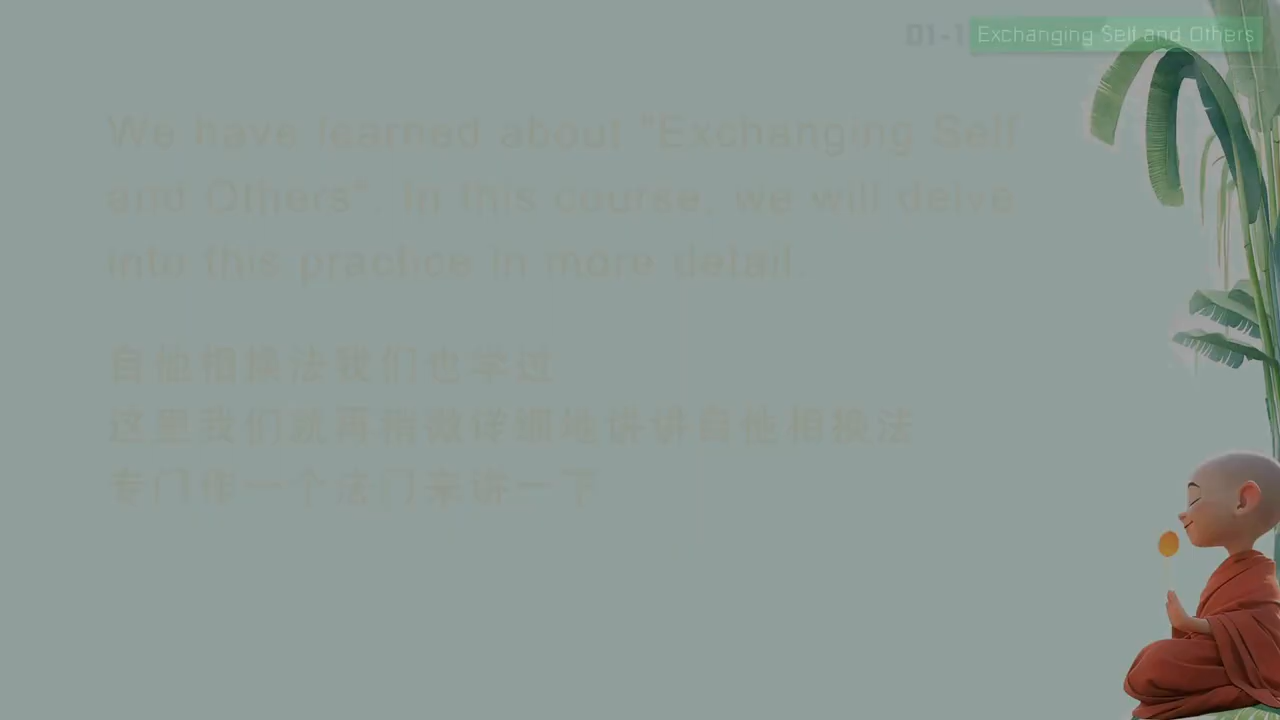 01-1 Exchanging Self and Others
We have learned about "Exchanging Self
and Others". In this course, we will delve
into this practice in more detail.
自他相换法我们也学过
这里我们就再稍微详细地讲讲自他相换法
专门作一个法门来讲一下